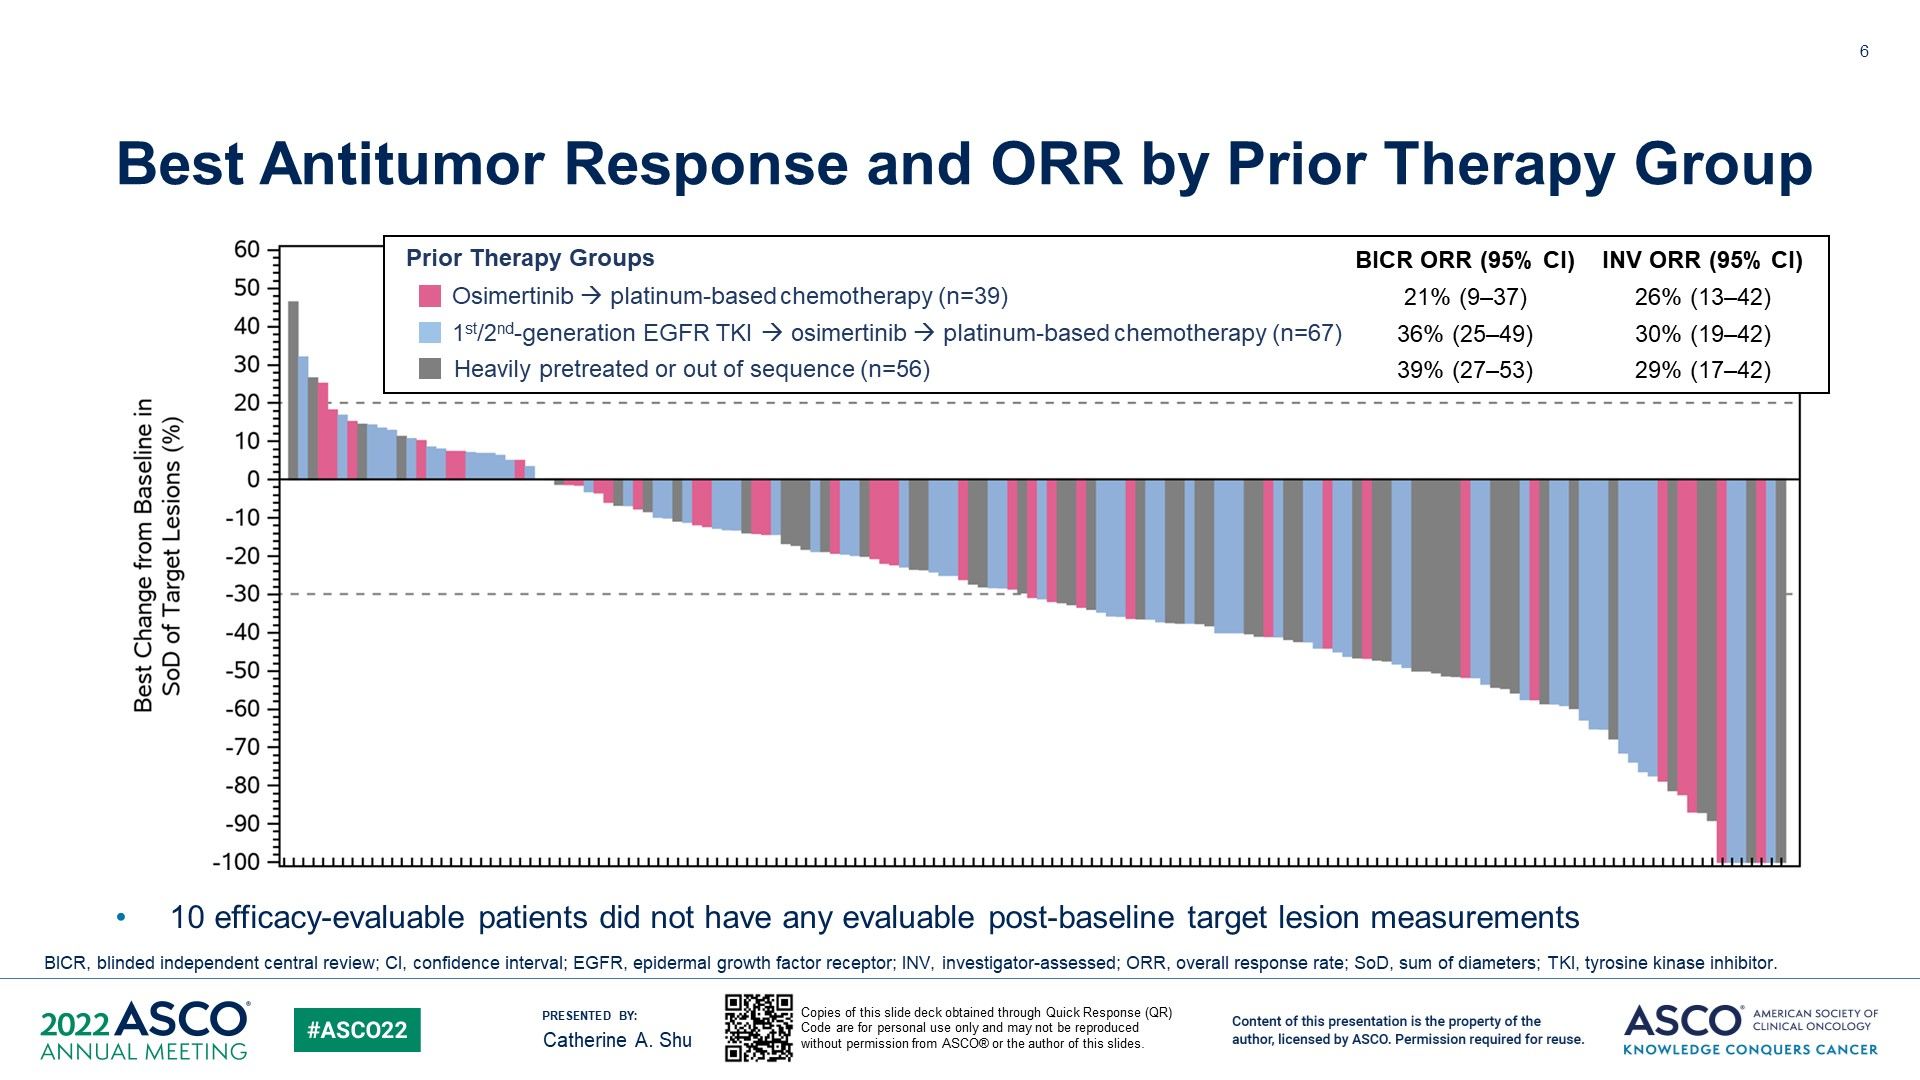 6
Best Antitumor Response and ORR by Prior Therapy Group
Prior Therapy Groups BICR ORR (95% CI) INV ORR (95% CI)
Osimertinib → platinum-based chemotherapy (n=39) 21% (9–37) 26% (13–42)
1st/2nd-generation EGFR TKI → osimertinib → platinum-based chemotherapy (n=67) 36% (25–49) 30% (19–42)
Heavily pretreated or out of sequence (n=56) 39% (27–53) 29% (17–42)
Best Change from Baseline in
SoD of Target Lesions (%)
60
50
40
30
20
10
0
-10
-20
-30
-40
-50
-60
-70
-80
-90
-100
• 10 efficacy-evaluable patients did not have any evaluable post-baseline target lesion measurements
BICR, blinded independent central review; CI, confidence interval; EGFR, epidermal growth factor receptor; INV, investigator-assessed; ORR, overall response rate; SoD, sum of diameters; TKI, tyrosine kinase inhibitor.
2022 ASCO®
ANNUAL MEETING
#ASCO22
PRESENTED BY:
Catherine A. Shu
Copies of this slide deck obtained through Quick Response (QR)
Code are for personal use only and may not be reproduced
without permission from ASCO® or the author of this slides.
Content of this presentation is the property of the
author, licensed by ASCO. Permission required for reuse.
ASCO® AMERICAN SOCIETY OF
CLINICAL ONCOLOGY
KNOWLEDGE CONQUERS CANCER